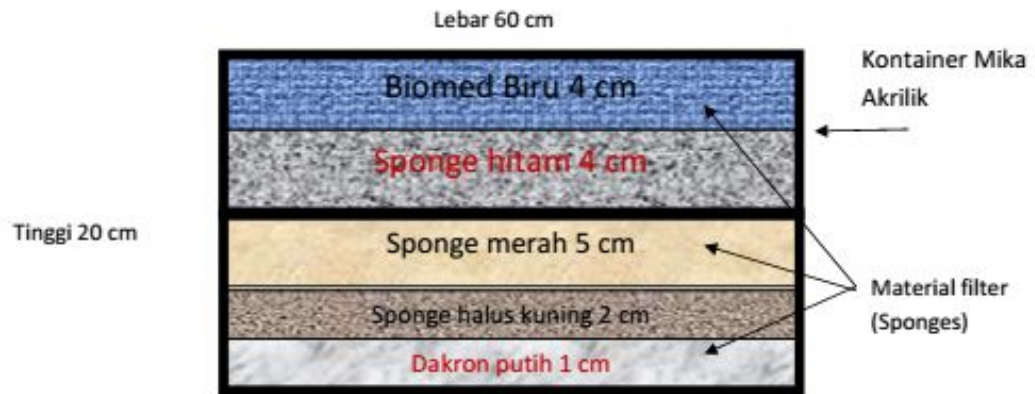 Lebar 60 cm
Kontainer Mika
Akrilik
Biomed Biru 4 cm
Sponge hitam 4 cm
Tinggi 20 cm
Sponge merah 5 cm
Sponge halus kuning 2 cm
Dakron putih 1 cm
Material filter
(Sponges)